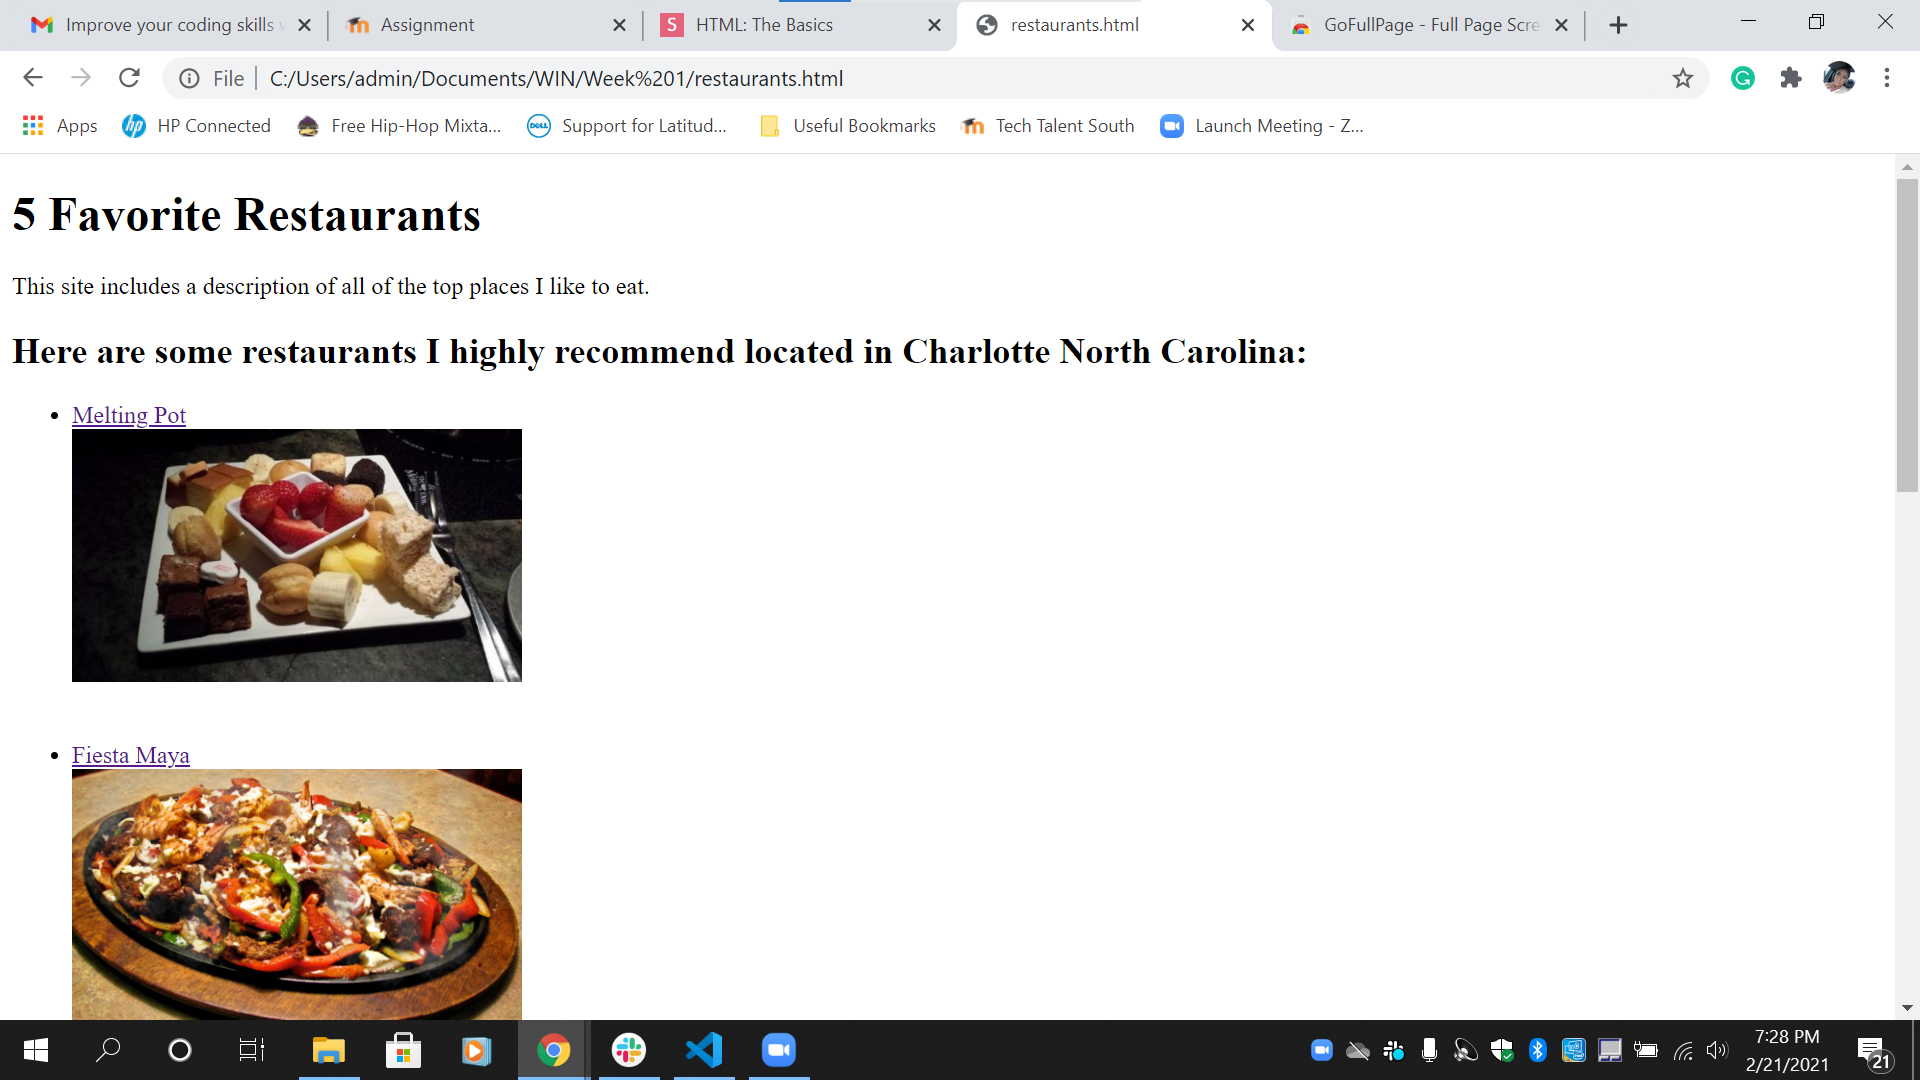 Improve your coding skills
Assignment
S HTML: The Basics
restaurants.html
GoFullPage - Full Page Scre
File C:/Users/admin/Documents/WIN/Week%201/restaurants.html
Apps
hp HP Connected
Free Hip-Hop Mixta...
DELL Support for Latitud...
Useful Bookmarks
Tech Talent South
Launch Meeting - Z...
5 Favorite Restaurants
This site includes a description of all of the top places I like to eat.
Here are some restaurants I highly recommend located in Charlotte North Carolina:
Melting Pot
Fiesta Maya
7:28 PM
2/21/2021
21